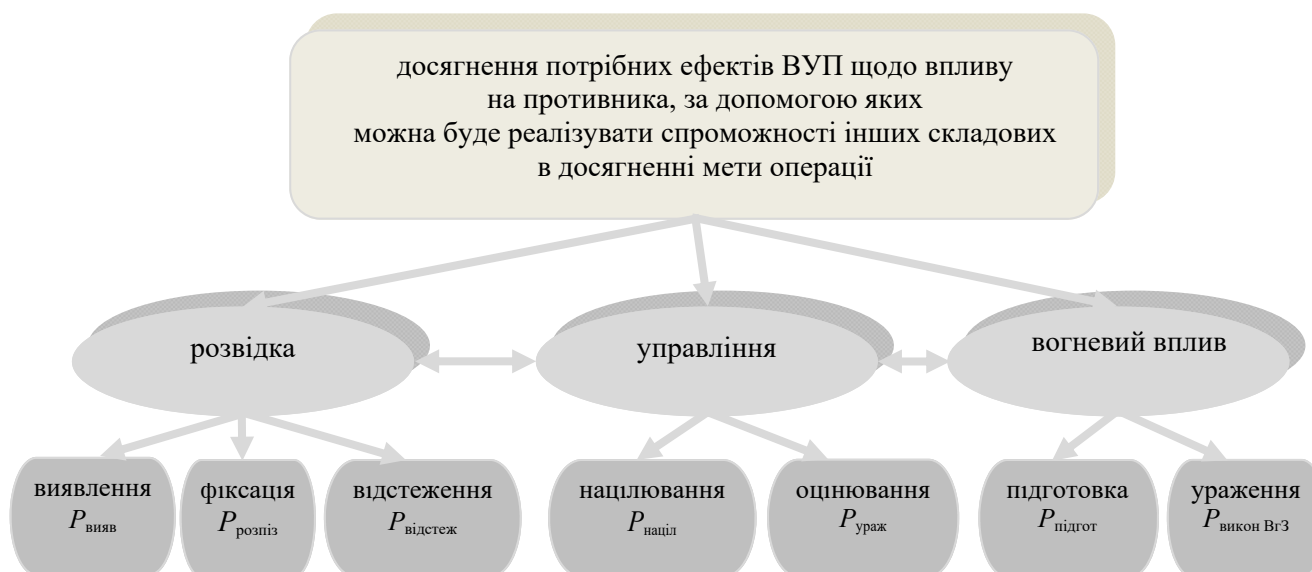 досягнення потрібних ефектів ВУП щодо впливу
на противника, за допомогою яких
можна буде реалізувати спроможності інших складових
в досягненні мети операції
розвідка
управління
вогневий вплив
виявлення
Pвияв
фіксація
Pрозпіз
відстеження
Pвідстеж
націлювання
Pнаціл
оцінювання
Pураж
підготовка
Pпідгот
ураження
Pвикон ВгЗ